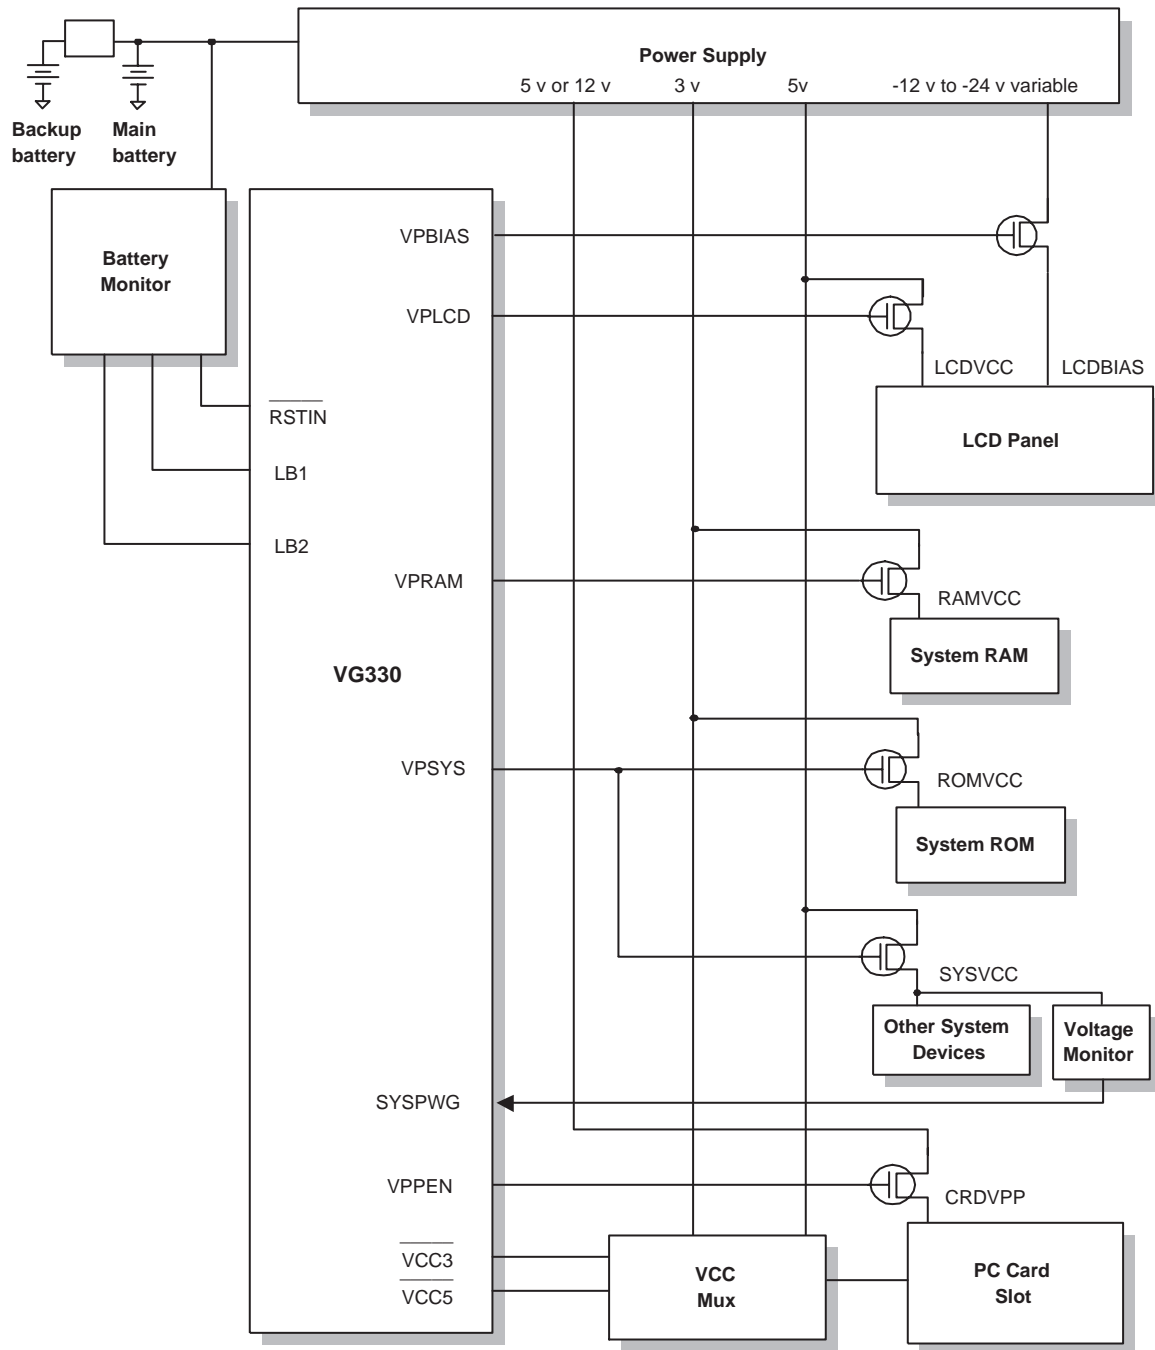 Power Supply
5 v or 12 v
3 v
5v
-12 v to -24 v variable
Backup
battery
Main
battery
Battery
Monitor
VPBIAS
VPLCD
LCDVCC
LCDBIAS
LCD Panel
RSTIN
LB1
LB2
VPRAM
RAMVCC
System RAM
VG330
VPSYS
ROMVCC
System ROM
SYSVCC
Other System
Devices
Voltage
Monitor
SYSPWG
VPPEN
CRDVPP
VCC3
VCC5
VCC
Mux
PC Card
Slot